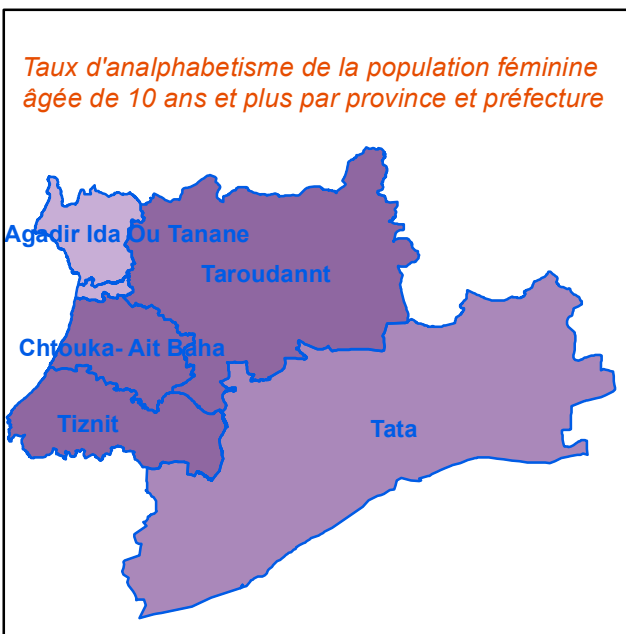 Taux d'analphabetisme de la population féminine
âgée de 10 ans et plus par province et préfecture
Agadir Ida Ou Tanane
Taroudannt
Chtouka- Ait Baha
Tiznit
Tata